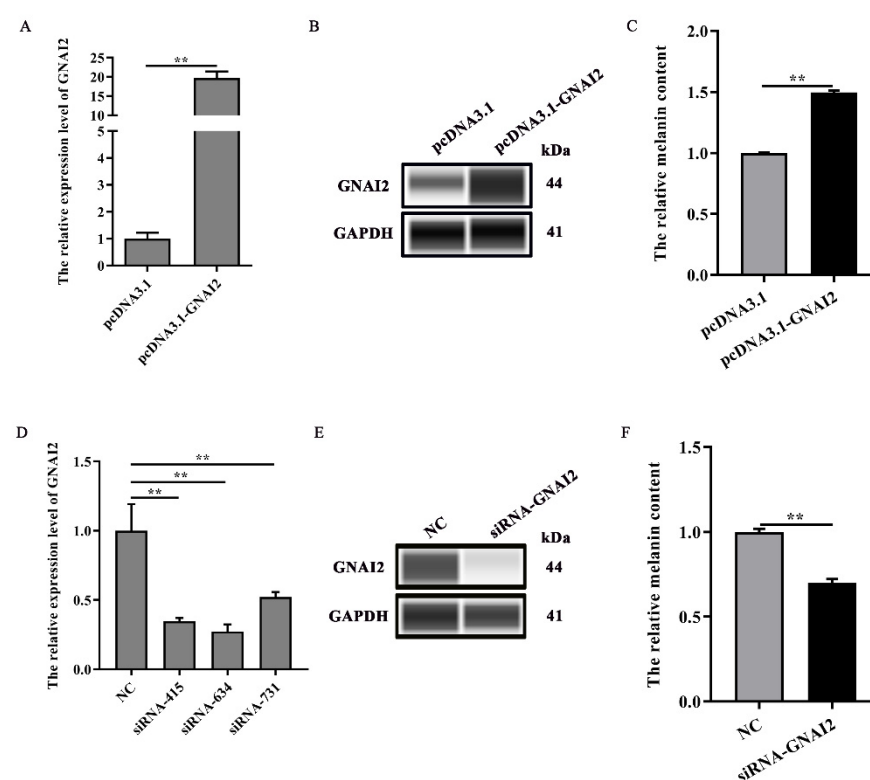 A
The relative expression level of GNAI2
25
20
15
10
5
4
3
2
1
0
**
pcDNA3.1
pcDNA3.1-GNAI2
B
pcDNA3.1
pcDNA3.1-GNAI2
kDa
GNAI2
44
GAPDH
41
C
The relative melanin content
2.0
1.5
1.0
0.5
0.0
**
pcDNA3.1
pcDNA3.1-GNAI2
D
The relative expression level of GNAI2
1.5
1.0
0.5
0.0
**
**
**
NC
siRNA-415
siRNA-634
siRNA-731
E
NC
siRNA-GNAI2
kDa
GNAI2
44
GAPDH
41
F
The relative melanin content
1.5
1.0
0.5
0.0
**
NC
siRNA-GNAI2